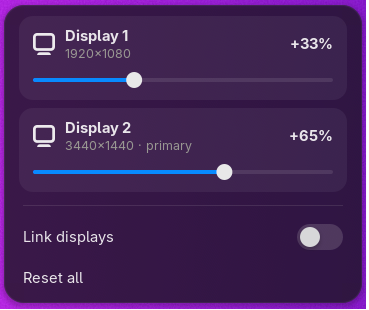 Display 1
+33%
1920×1080
Display 2
+65%
3440×1440 · primary
Link displays
Reset all